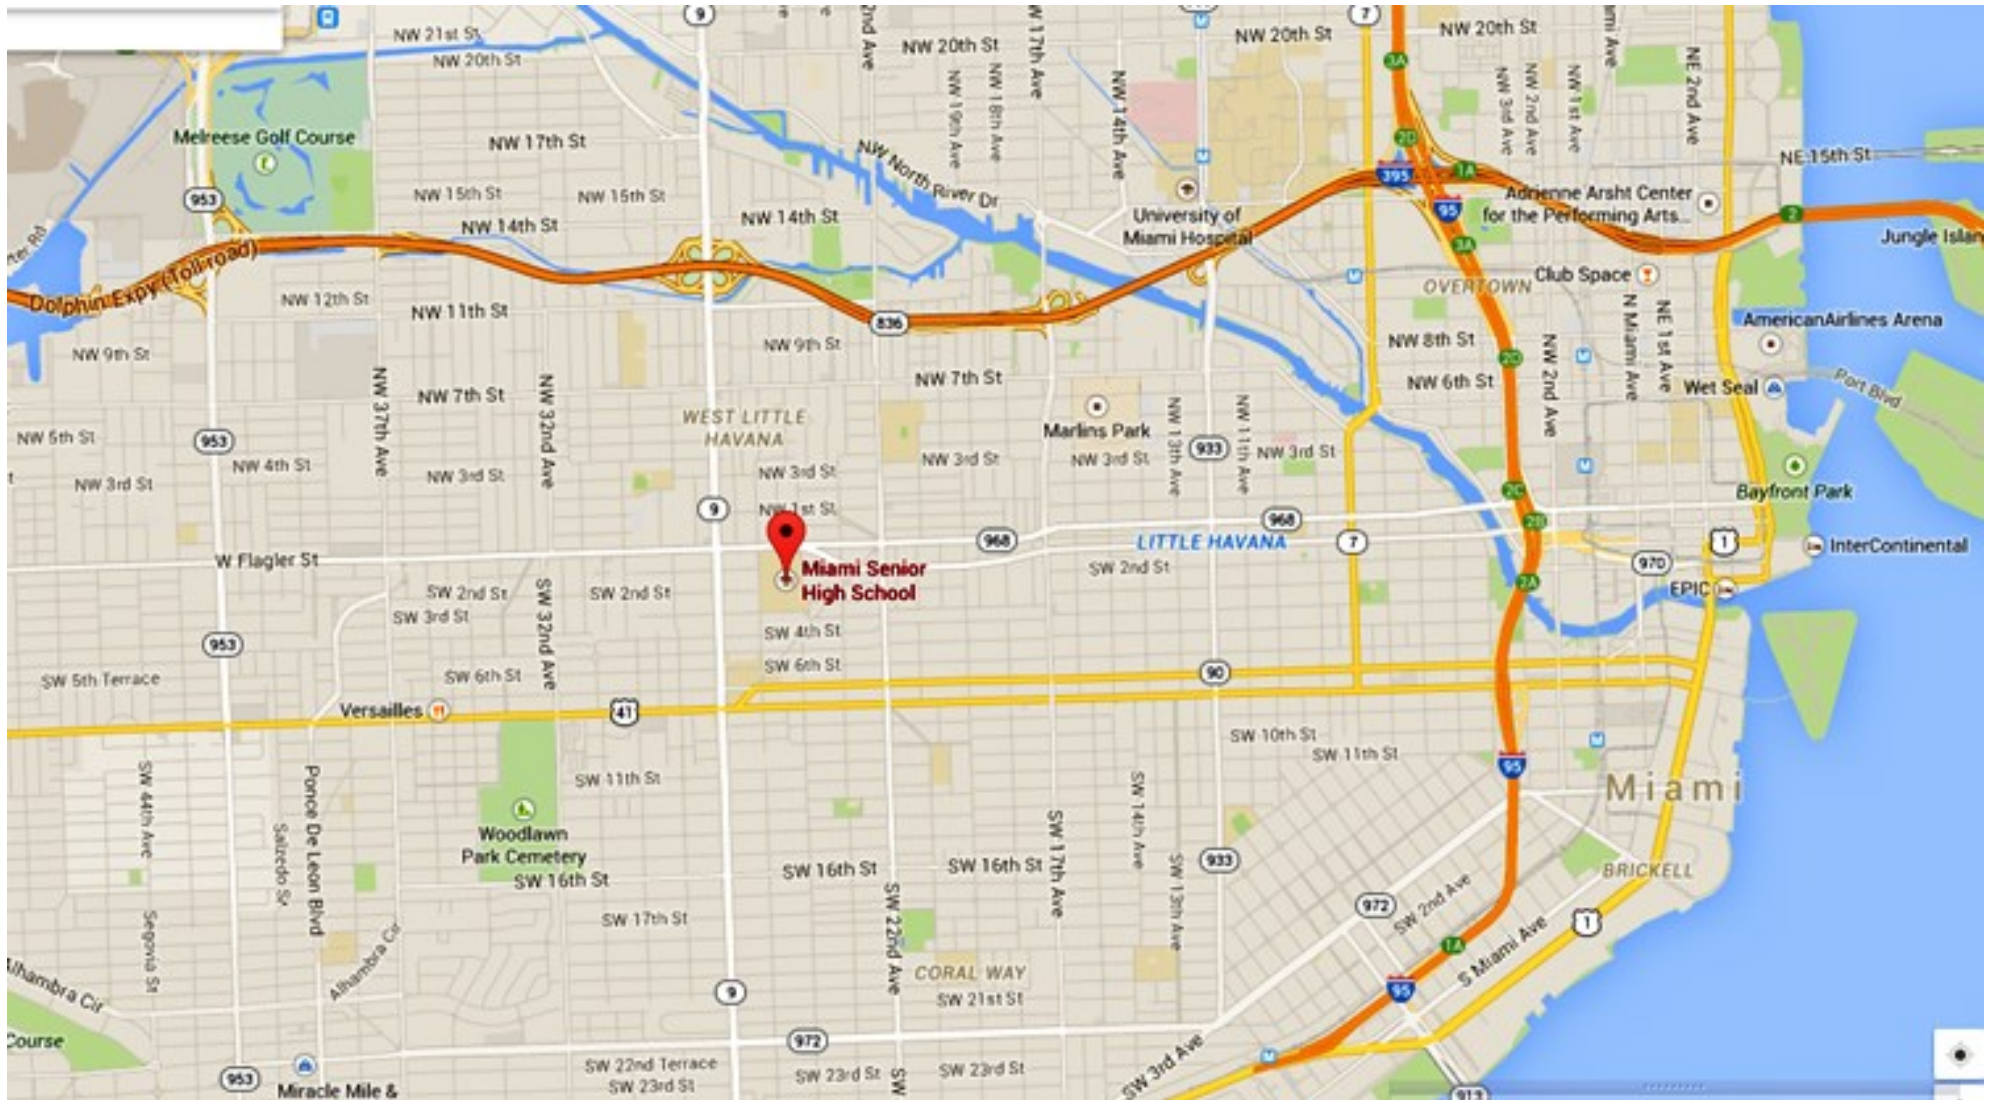 NW 21st St
NW 20th St
9
2nd Ave
NW 20th St
W 17th Ave
7
NW 20th St
NW 20th St
ami Ave
NE 2nd Ave
3A
NW 19th Ave
NW 18th Ave
NW 14th Ave
NW 3rd Ave
NW 2nd Ave
NW 1st Ave
Melreese Golf Course
NW 17th St
2D
NW North River Dr
NE 15th St
395
1A
953
NW 15th St
NW 15th St
NW 14th St
NW 14th St
University of
Miami Hospital
95
Adrienne Arsht Center
for the Performing Arts...
2
Jungle Islan
rter Rd
3A
Dolphin Expy (Toll road)
Club Space
OVERTOWN
NW 12th St
NW 11th St
836
N Miami Ave
NE 1st Ave
AmericanAirlines Arena
NW 9th St
NW 9th St
NW 8th St
2D
NW 2nd Ave
NW 37th Ave
NW 32nd Ave
NW 7th St
NW 7th St
NW 6th St
Wet Seal
Port Blvd
WEST LITTLE
HAVANA
Marlins Park
NW 13th Ave
NW 11th Ave
NW 5th St
953
933
NW 3rd St
NW 4th St
NW 3rd St
NW 3rd St
NW 3rd St
NW 3rd St
NW 3rd St
Bayfront Park
2C
9
NW 1st St
968
2B
968
LITTLE HAVANA
7
1
InterContinental
W Flagler St
Miami Senior
High School
SW 2nd St
970
2A
EPIC
SW 2nd St
SW 2nd St
SW 32nd Ave
SW 3rd St
SW 4th St
953
SW 6th St
SW 5th Terrace
SW 6th St
90
Versailles
41
SW 10th St
SW 11th St
95
SW 44th Ave
Ponce De Leon Blvd
SW 11th St
SW 14th Ave
Miami
Woodlawn
Park Cemetery
Salzedo St
SW 17th Ave
SW 16th St
SW 16th St
SW 16th St
SW 13th Ave
933
BRICKELL
SW 22nd Ave
SW 2nd Ave
972
SW 17th St
1
Segovia St
Alhambra Cir
1A
S Miami Ave
CORAL WAY
Alhambra Cir
9
SW 21st St
95
Course
972
SW 22nd Terrace
SW 3rd Ave
953
SW 23rd St
SW 23rd St
SW
SW 23rd St
Miracle Mile &
913